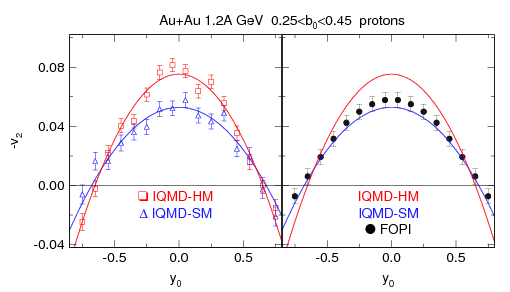 Au+Au 1.2A GeV 0.25<b₀<0.45 protons
-v₂
0.08
0.04
0.00
-0.04
IQMD-HM
IQMD-SM
IQMD-HM
IQMD-SM
FOPI
-0.5 0.0 0.5 -0.5 0.0 0.5
y₀ y₀